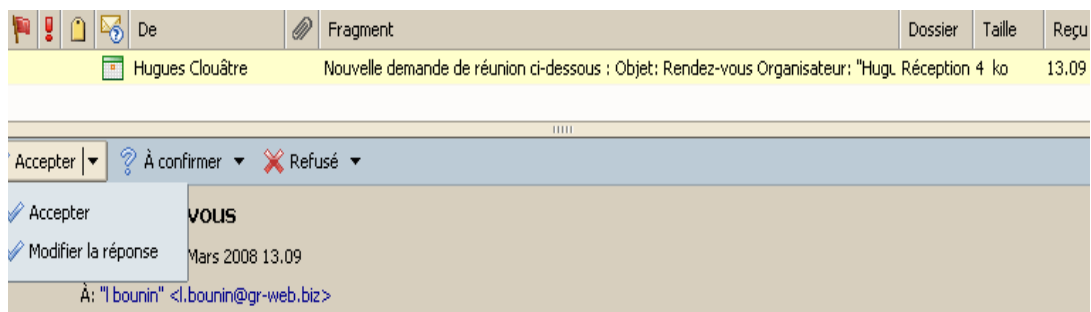 De Fragment Dossier Taille Reçu
Hugues Clouâtre Nouvelle demande de réunion ci-dessous : Objet: Rendez-vous Organisateur: "Hugu Réception 4 ko 13.09
Accepter À confirmer Refusé
Accepter
vous
Modifier la réponse
Mars 2008 13.09
À: "l bounin" <l.bounin@gr-web.biz>